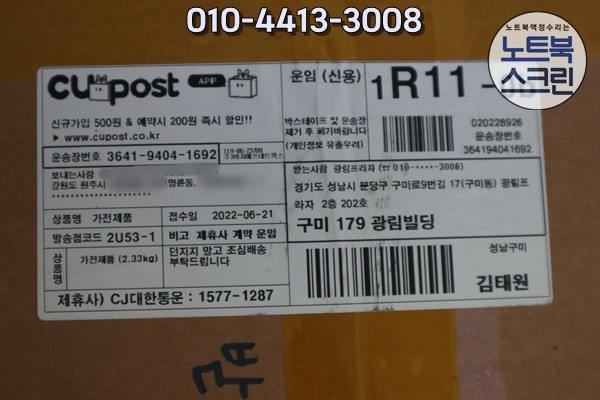 010-4413-3008
노트북액정수리는
노트북
스크린
CUpost APP
운임 (신용)
1R11 -
신규가입 500원 & 예약시 200원 즉시 할인!!
www.cupost.co.kr
박스테이프 및 운송장
제거 후 폐기바랍니다
(개인정보 유출우려)
020228926
운송장번호
364194041692
운송장번호 3641-9404-1692
보내는사람
강원도 원주시 명륜동,
받는사람 광림프라자 (☎ 010-****-3008)
경기도 성남시 분당구 구미로9번길 17(구미동) 광림프
라자 2층 202호
구미 179 광림빌딩
상품명 가전제품 접수일 2022-06-21
발송점코드 2U53-1 비고 제휴사 계약 운임
상품명 가전제품 (2.33kg) 던지지 말고 조심배송
부탁드립니다
성남구미
김태원
제휴사) CJ대한통운 : 1577-1287